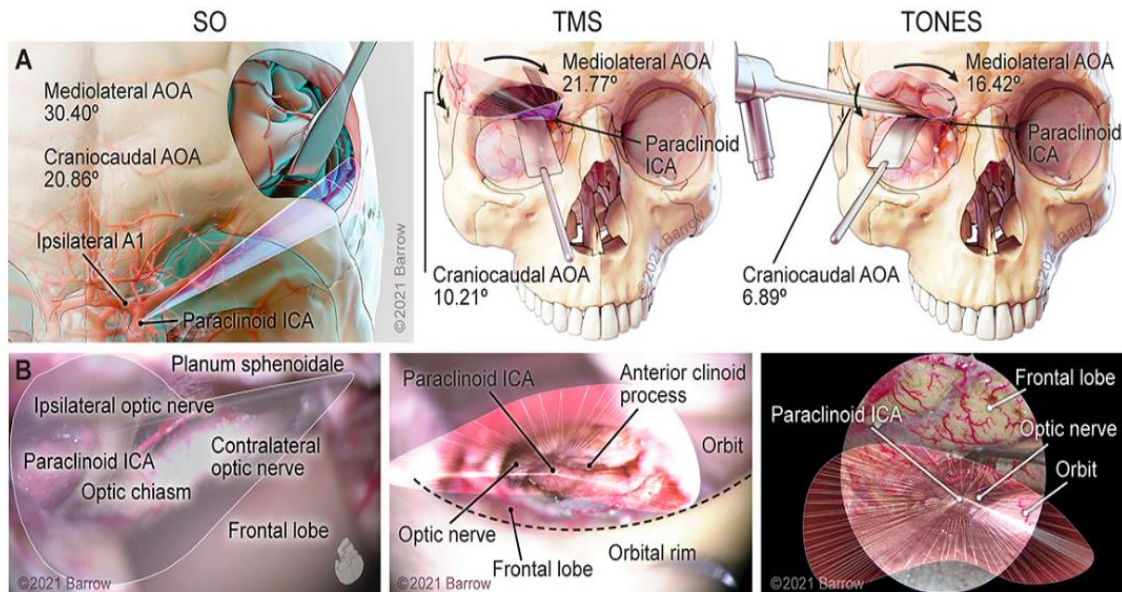 SO
TMS
TONES
A
Mediolateral AOA
30.40º
Craniocaudal AOA
20.86º
Ipsilateral A1
Paraclinoid ICA
©2021 Barrow
Mediolateral AOA
21.77º
Paraclinoid
ICA
Craniocaudal AOA
10.21º
©2021 Barrow
Mediolateral AOA
16.42º
Paraclinoid
ICA
Craniocaudal AOA
6.89º
©2021 Barrow
B
Planum sphenoidale
Ipsilateral optic nerve
Paraclinoid ICA
Contralateral
optic nerve
Optic chiasm
Frontal lobe
©2021 Barrow
Paraclinoid ICA
Anterior clinoid
process
Orbit
Optic nerve
Frontal lobe
Orbital rim
©2021 Barrow
Frontal lobe
Paraclinoid ICA
Optic nerve
Orbit
©2021 Barrow